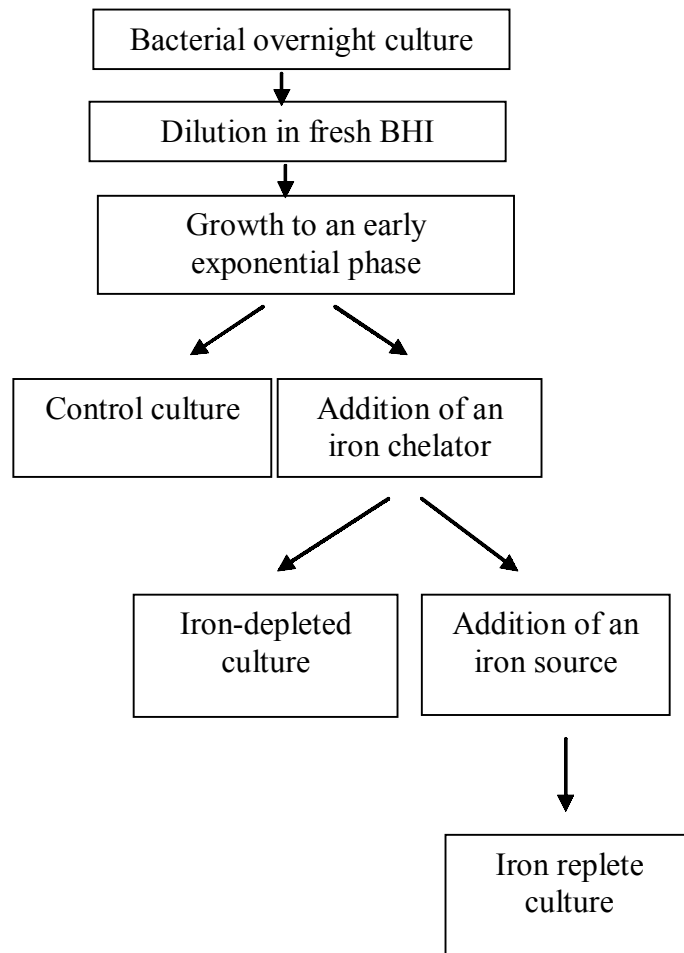 Bacterial overnight culture
Dilution in fresh BHI
Growth to an early
exponential phase
Control culture
Addition of an
iron chelator
Iron-depleted
culture
Addition of an
iron source
Iron replete
culture